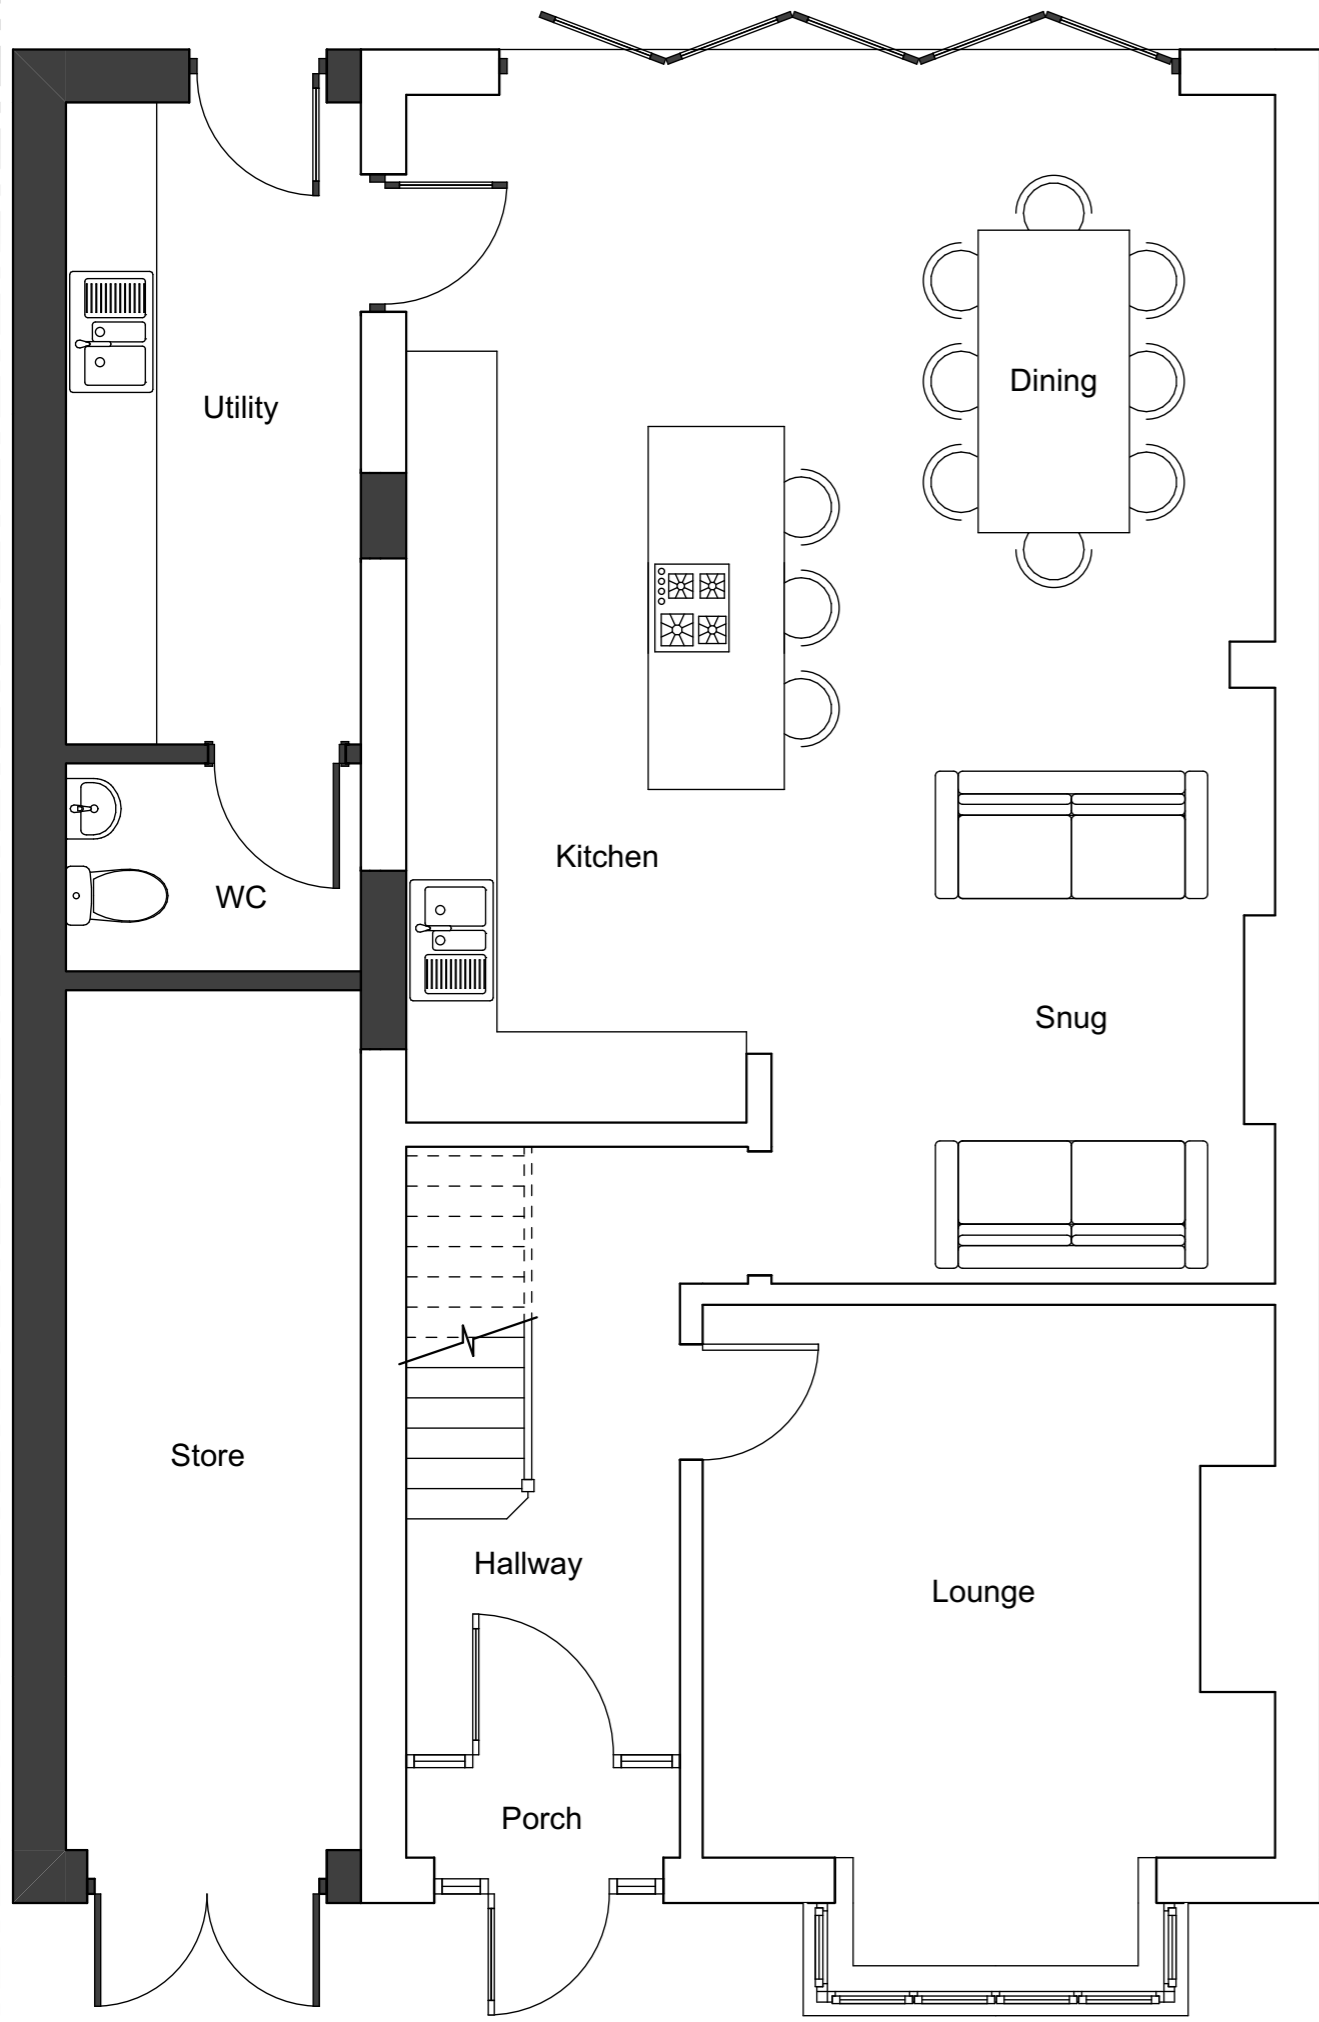 Dining
Utility
Kitchen
WC
Snug
Store
Hallway
Lounge
Porch